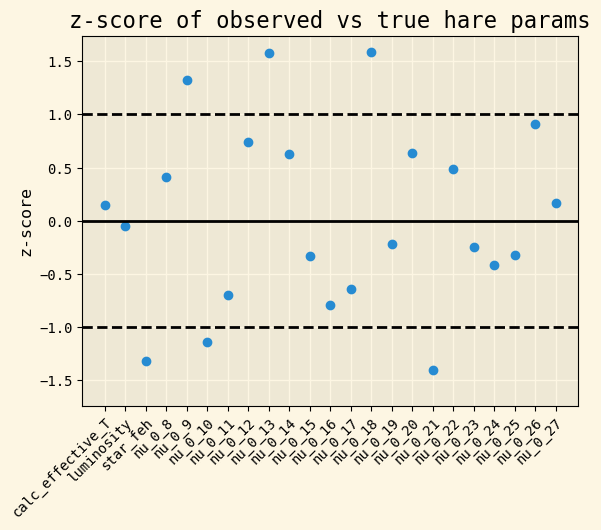 z-score of observed vs true hare params
z-score
1.5
1.0
0.5
0.0
−0.5
−1.0
−1.5
calc_effective_T
luminosity
star_feh
nu_0_8
nu_0_9
nu_0_10
nu_0_11
nu_0_12
nu_0_13
nu_0_14
nu_0_15
nu_0_16
nu_0_17
nu_0_18
nu_0_19
nu_0_20
nu_0_21
nu_0_22
nu_0_23
nu_0_24
nu_0_25
nu_0_26
nu_0_27